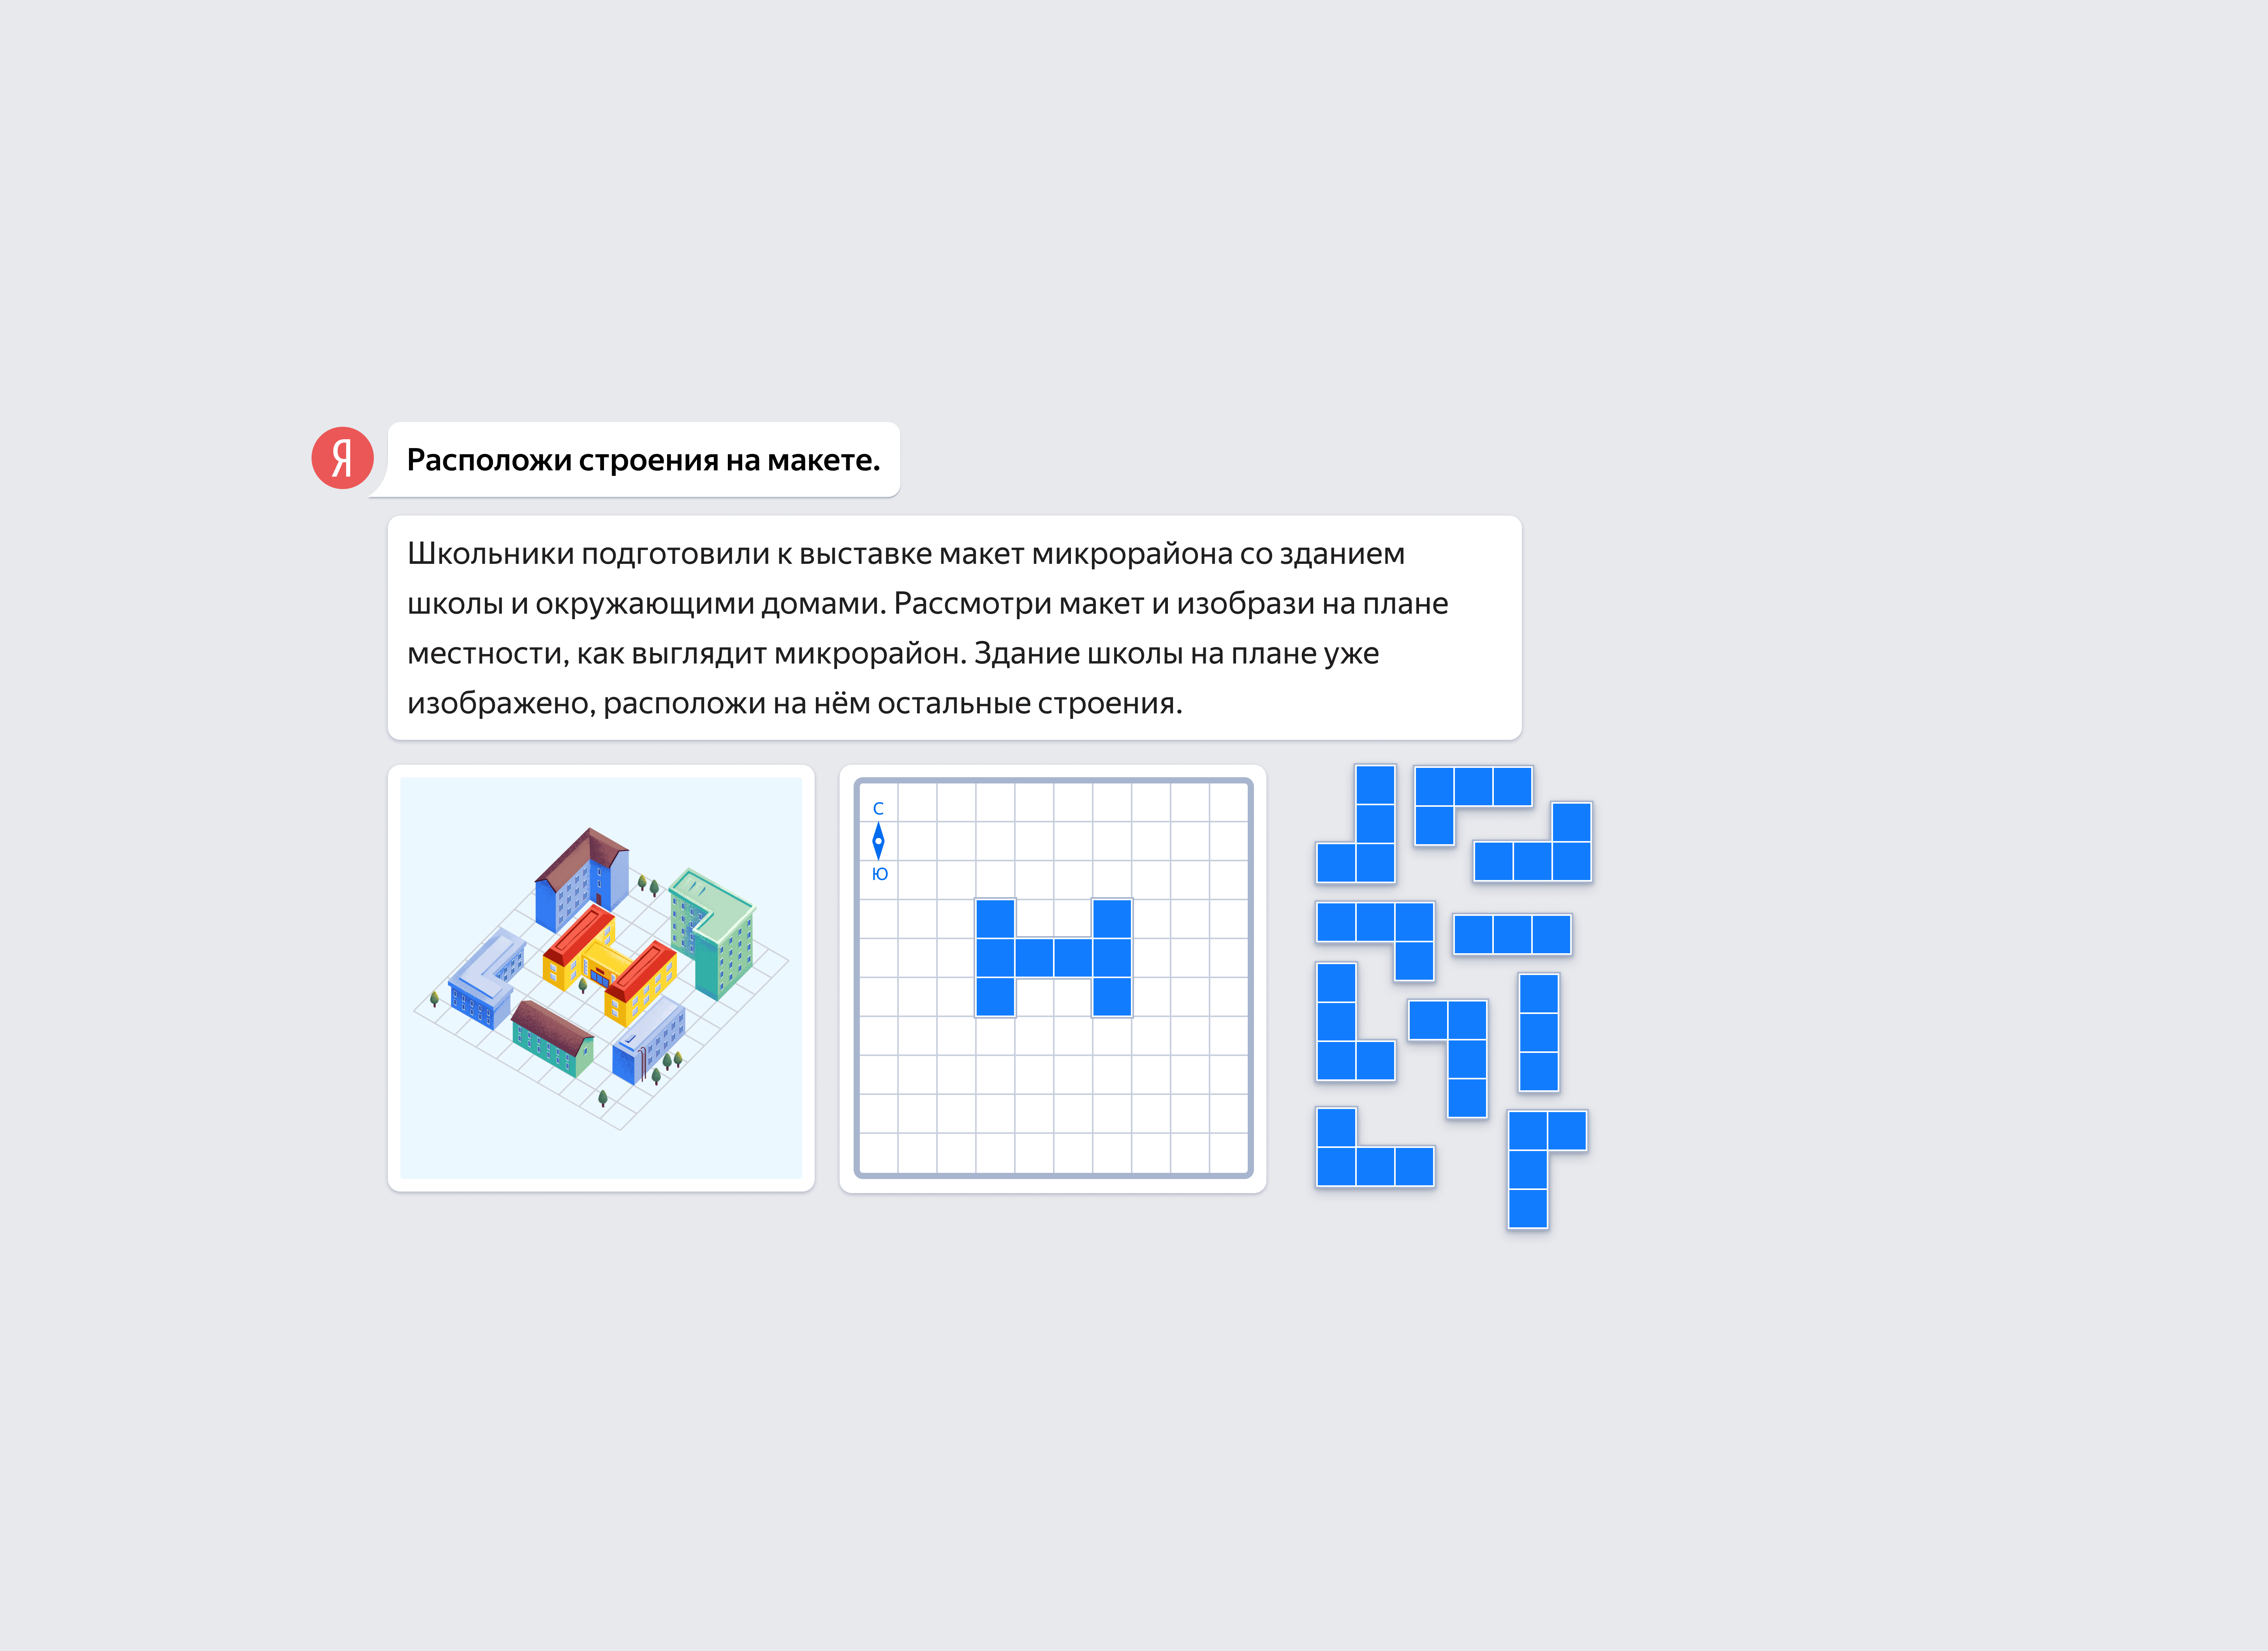 Я
Расположи строения на макете.
Школьники подготовили к выставке макет микрорайона со зданием
школы и окружающими домами. Рассмотри макет и изобрази на плане
местности, как выглядит микрорайон. Здание школы на плане уже
изображено, расположи на нём остальные строения.
С
Ю